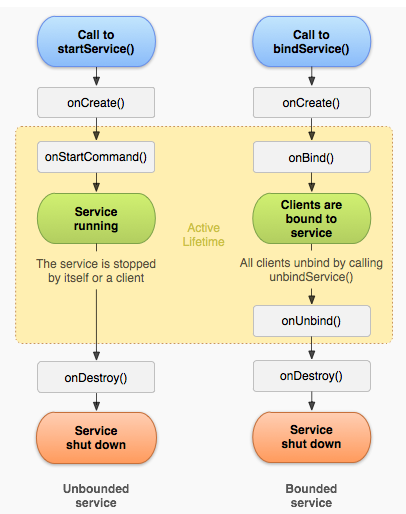 Call to
startService()
onCreate()
onStartCommand()
Service
running
The service is stopped
by itself or a client
onDestroy()
Service
shut down
Unbounded
service
Active
Lifetime
Call to
bindService()
onCreate()
onBind()
Clients are
bound to
service
All clients unbind by calling
unbindService()
onUnbind()
onDestroy()
Service
shut down
Bounded
service